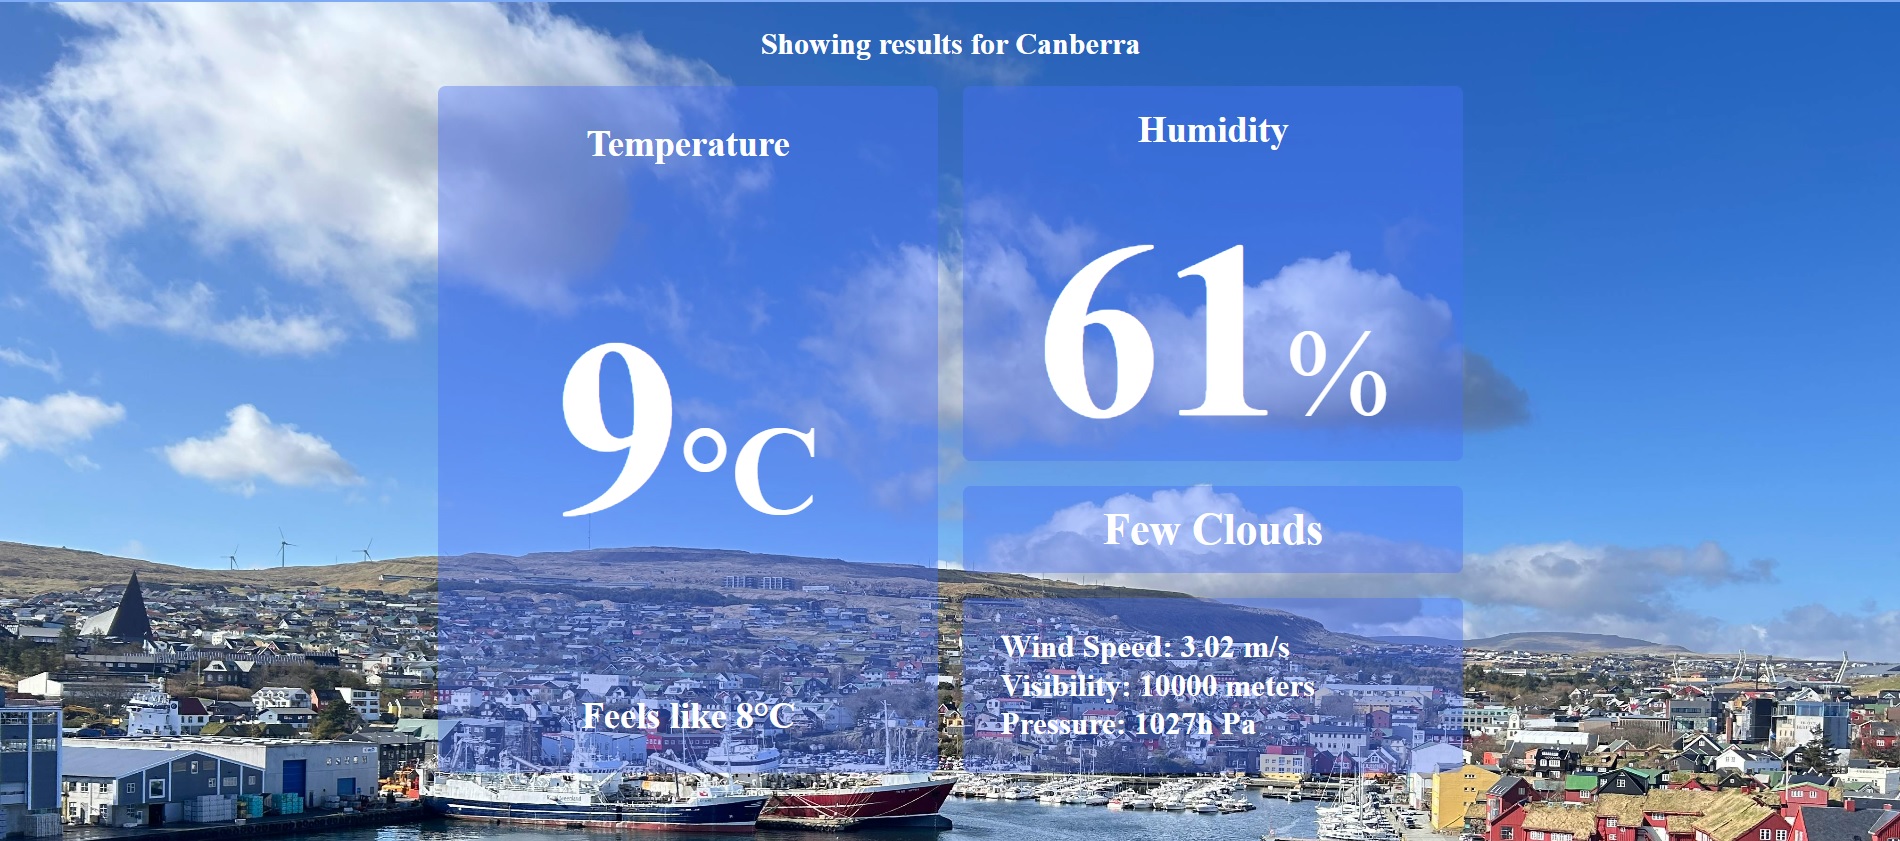 Showing results for Canberra
Temperature
9°C
Feels like 8°C
Humidity
61%
Few Clouds
Wind Speed: 3.02 m/s
Visibility: 10000 meters
Pressure: 1027h Pa